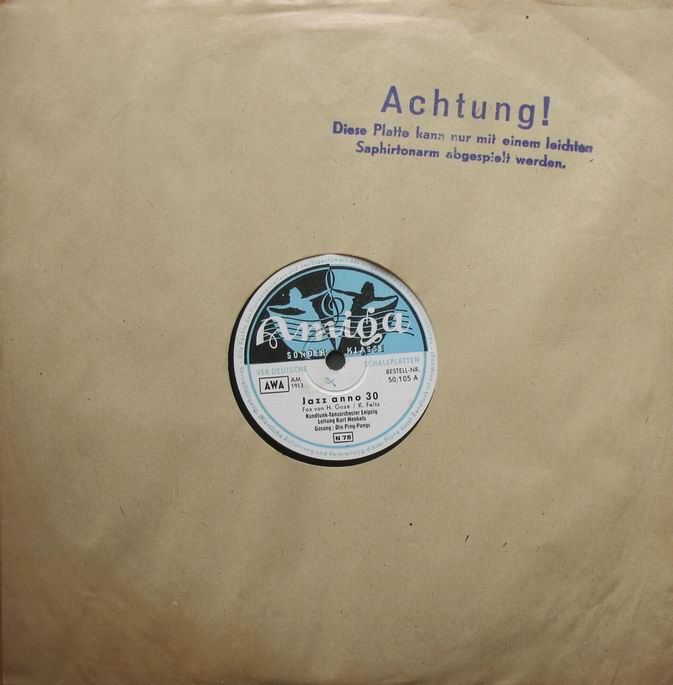 Achtung!
Diese Platte kann nur mit einem leichten
Saphirtonarm abgespielt werden.
Amiga
SONDER KLASSE
VEB DEUTSCHE SCHALLPLATTEN
AWA
AM
1913
BESTELL-NR.
50/105 A
Jazz anno 30
Fox von H. Gaze / K. Feltz
Rundfunk-Tanzorchester Leipzig
Leitung Kurt Henkels
Gesang: Die Ping-Pongs
N 78